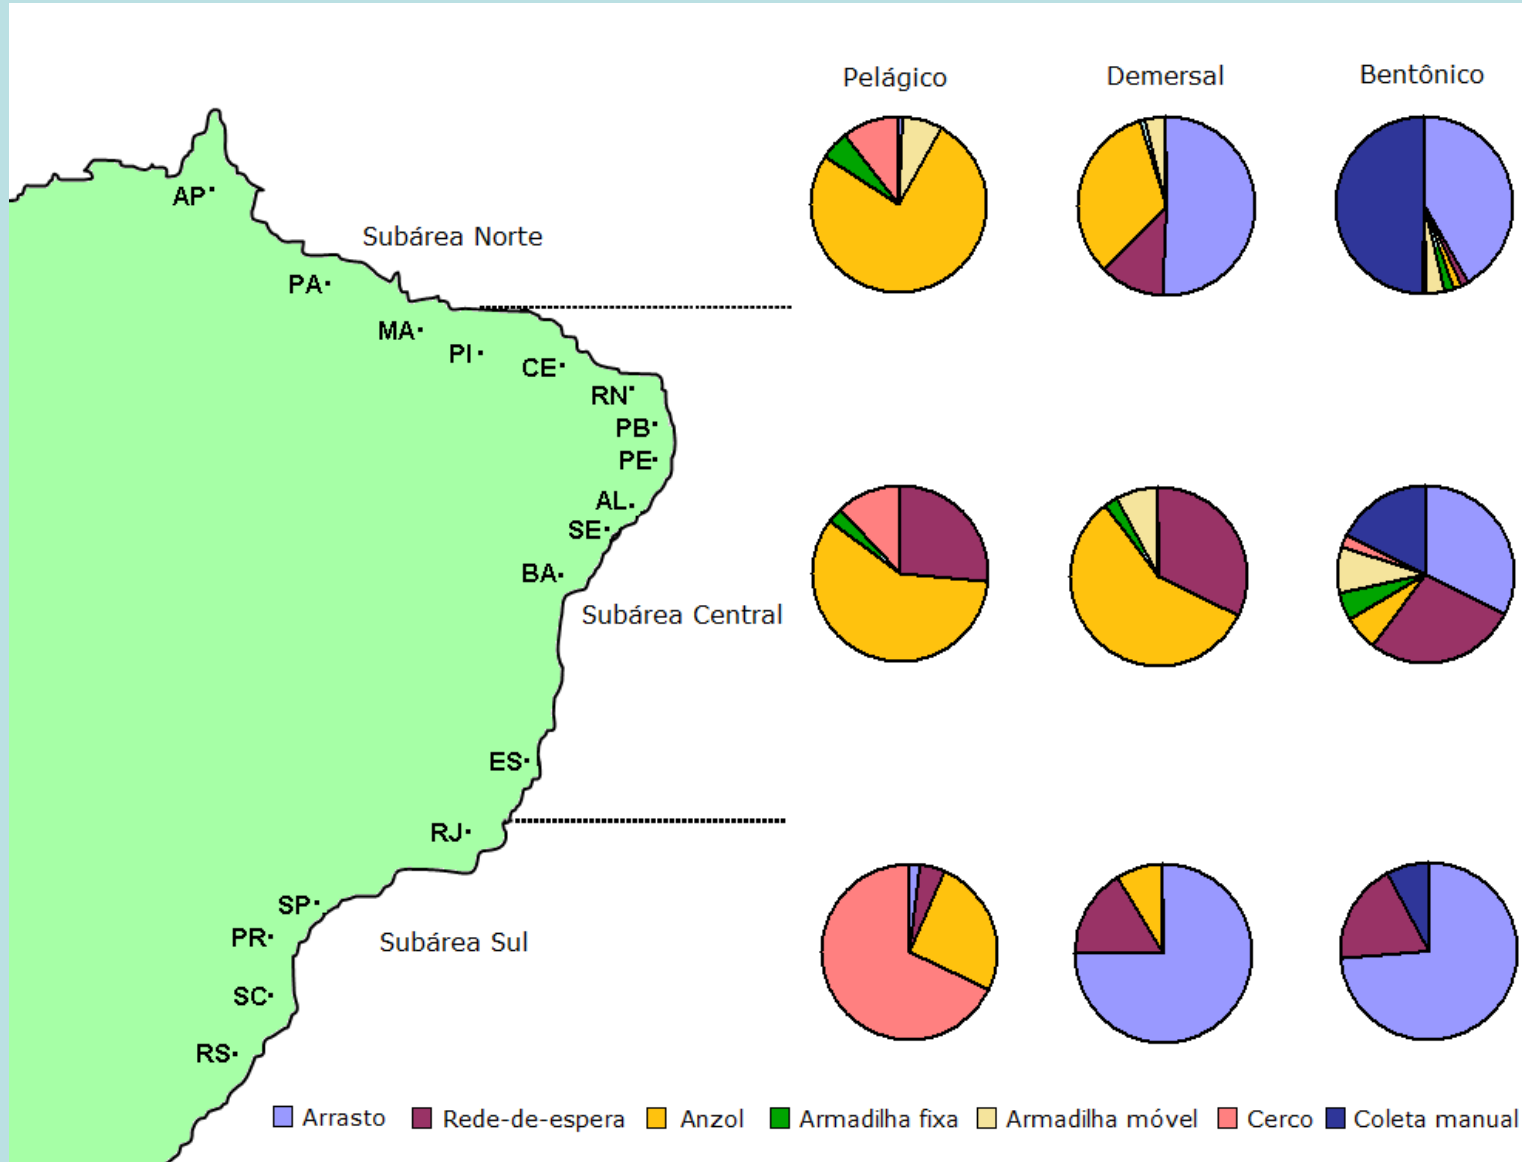 Pelágico
Demersal
Bentônico
AP
Subárea Norte
PA
MA
PI
CE
RN
PB
PE
AL
SE
BA
Subárea Central
ES
RJ
SP
PR
Subárea Sul
SC
RS
Arrasto Rede-de-espera Anzol Armadilha fixa Armadilha móvel Cerco Coleta manual